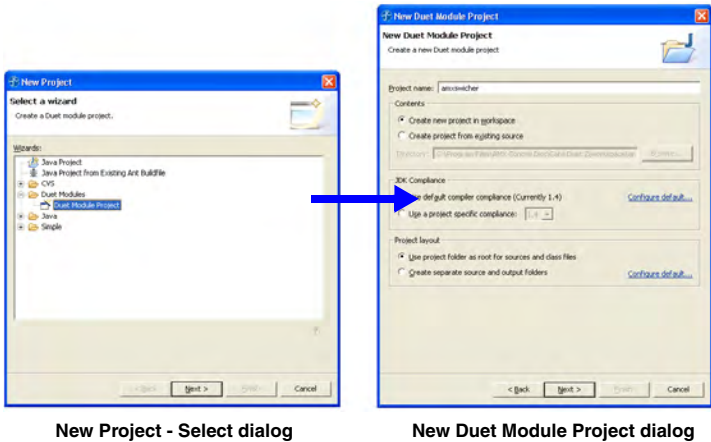 New Project
Select a wizard
Create a Duet module project.
Wizards:
Java Project
Java Project from Existing Ant Buildfile
CVS
Duet Modules
Duet Module Project
Java
Simple
< Back
Next >
Finish
Cancel
New Project - Select dialog
New Duet Module Project
New Duet Module Project
Create a new Duet module project
Project name:
Contents
Create new project in workspace
Create project from existing source
Directory:
Browse...
JDK Compliance
default compiler compliance (Currently 1.4)
Configure default...
Use a project specific compliance: 1.4
Project layout
Use project folder as root for sources and class files
Create separate source and output folders
Configure default...
< Back
Next >
Finish
Cancel
New Duet Module Project dialog